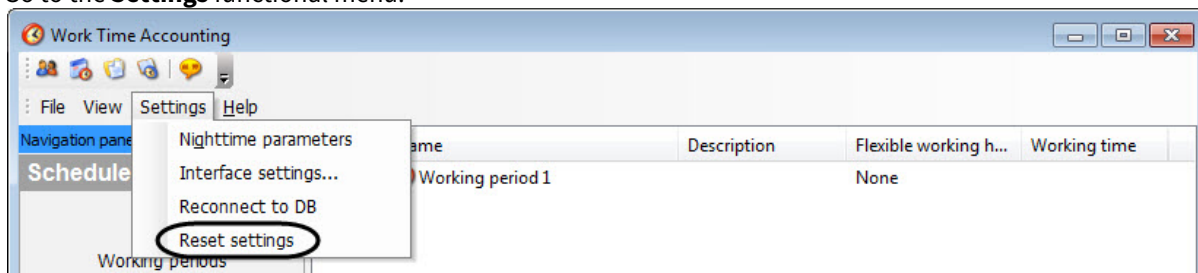 Go to the Settings functional menu.
Work Time Accounting
File View Settings Help
Nighttime parameters
Interface settings...
Reconnect to DB
Reset settings
Navigation pane
Schedule
Working periods
ame Description Flexible working h... Working time
Working period 1 None